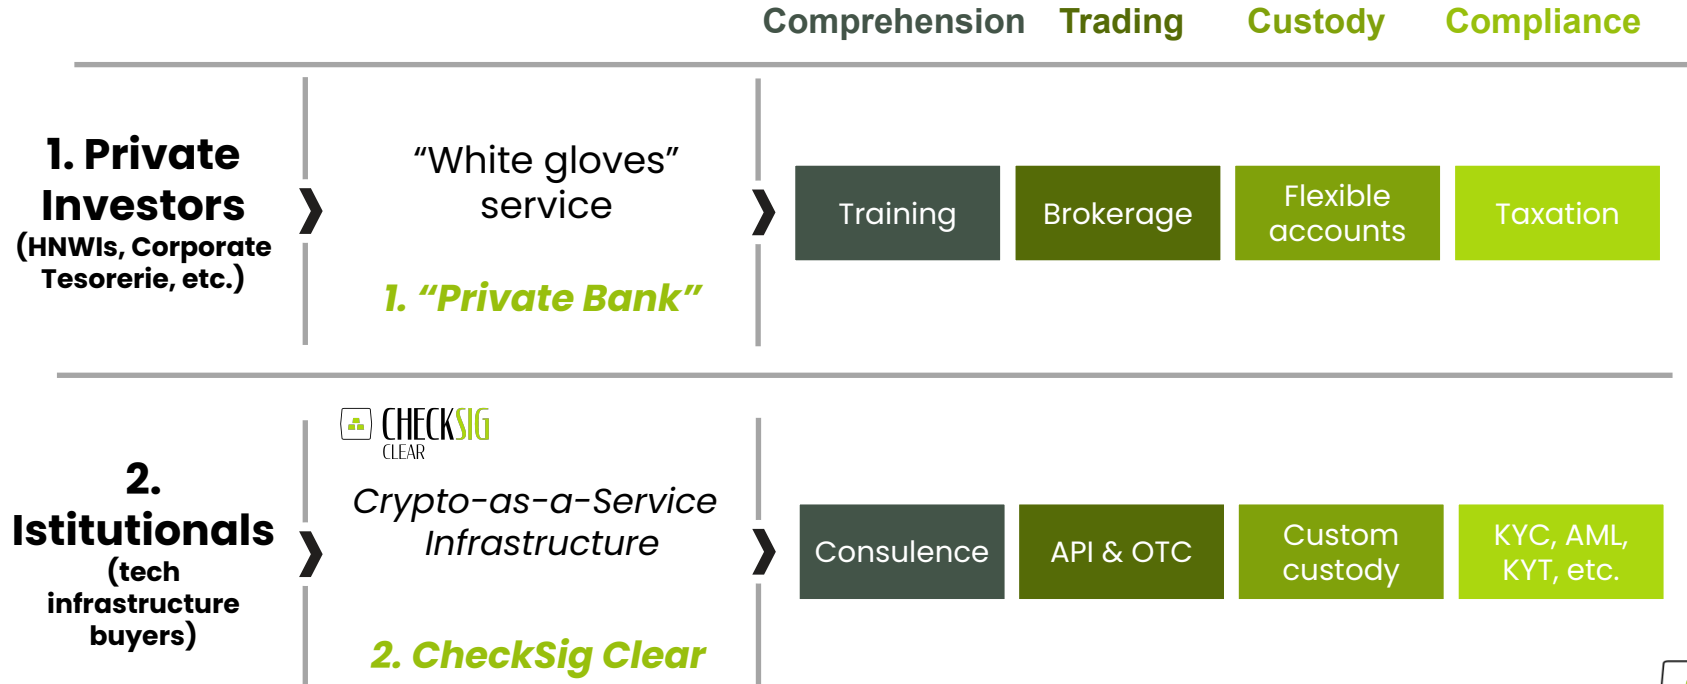 Comprehension Trading Custody Compliance
1. Private
Investors
(HNWIs, Corporate
Tesorerie, etc.)
“White gloves”
service
1. “Private Bank”
Training
Brokerage
Flexible
accounts
Taxation
2.
Istitutionals
(tech
infrastructure
buyers)
CHECKSIG
CLEAR
Crypto-as-a-Service
Infrastructure
2. CheckSig Clear
Consulence
API & OTC
Custom
custody
KYC, AML,
KYT, etc.